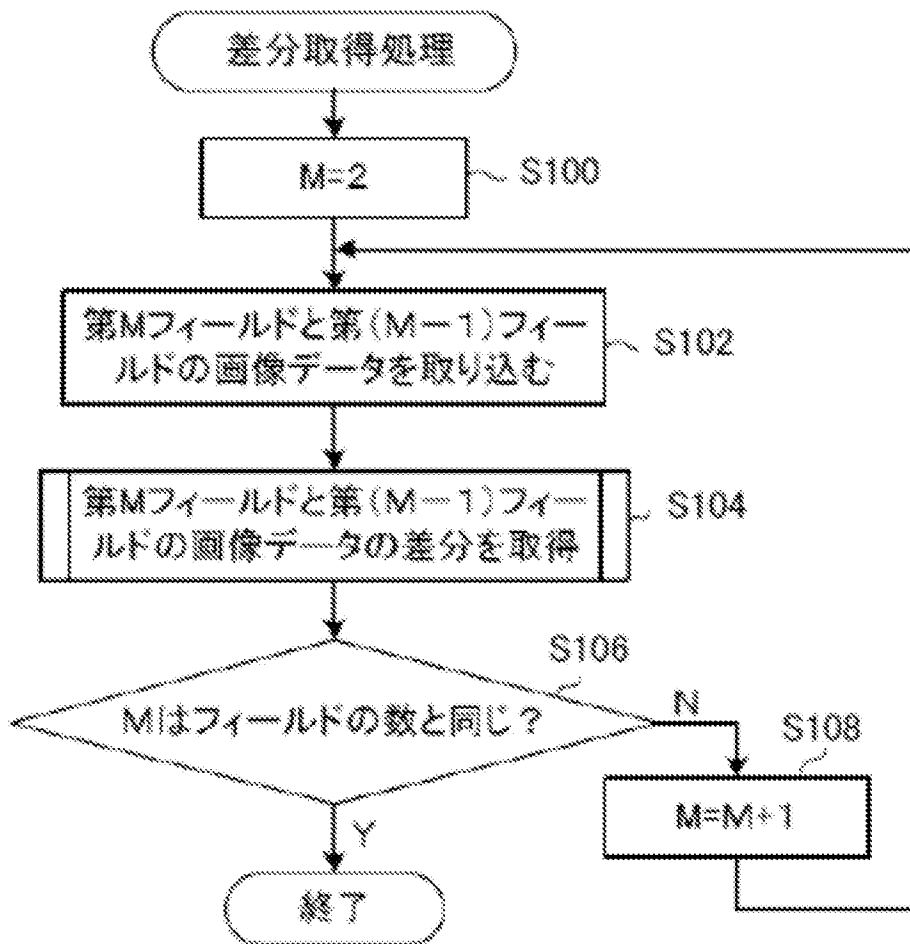 差分取得処理
M=2
S100
第Mフィールドと第(M−1)フィー
ルドの画像データを取り込む
S102
第Mフィールドと第(M−1)フィー
ルドの画像データの差分を取得
S104
S106
Mはフィールドの数と同じ?
N
S108
M=M+1
Y
終了